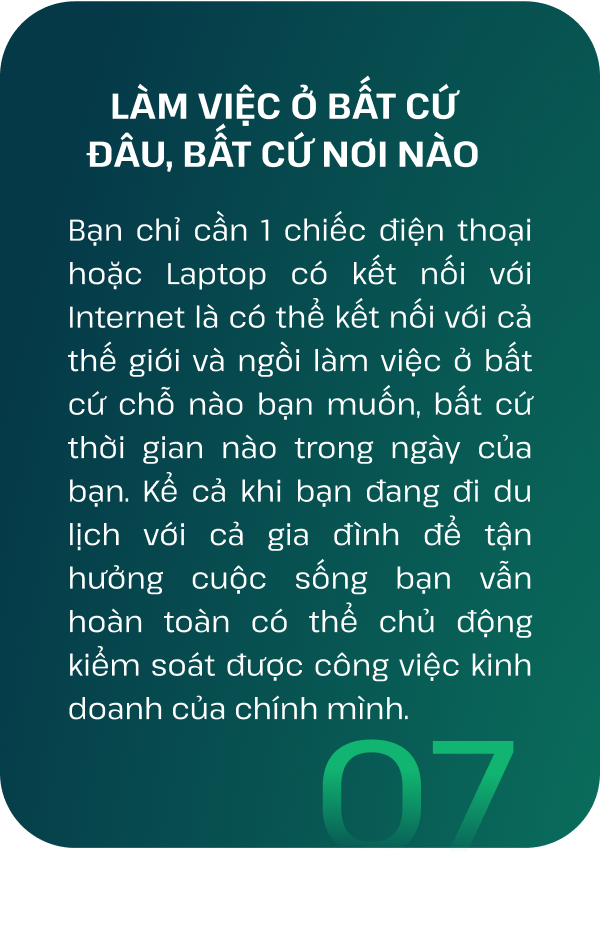 LÀM VIỆC Ở BẤT CỨ
ĐÂU, BẤT CỨ NƠI NÀO
Bạn chỉ cần 1 chiếc điện thoại
hoặc Laptop có kết nối với
Internet là có thể kết nối với cả
thế giới và ngồi làm việc ở bất
cứ chỗ nào bạn muốn, bất cứ
thời gian nào trong ngày của
bạn. Kể cả khi bạn đang đi du
lịch với cả gia đình để tận
hưởng cuộc sống bạn vẫn
hoàn toàn có thể chủ động
kiểm soát được công việc kinh
doanh của chính mình.
07